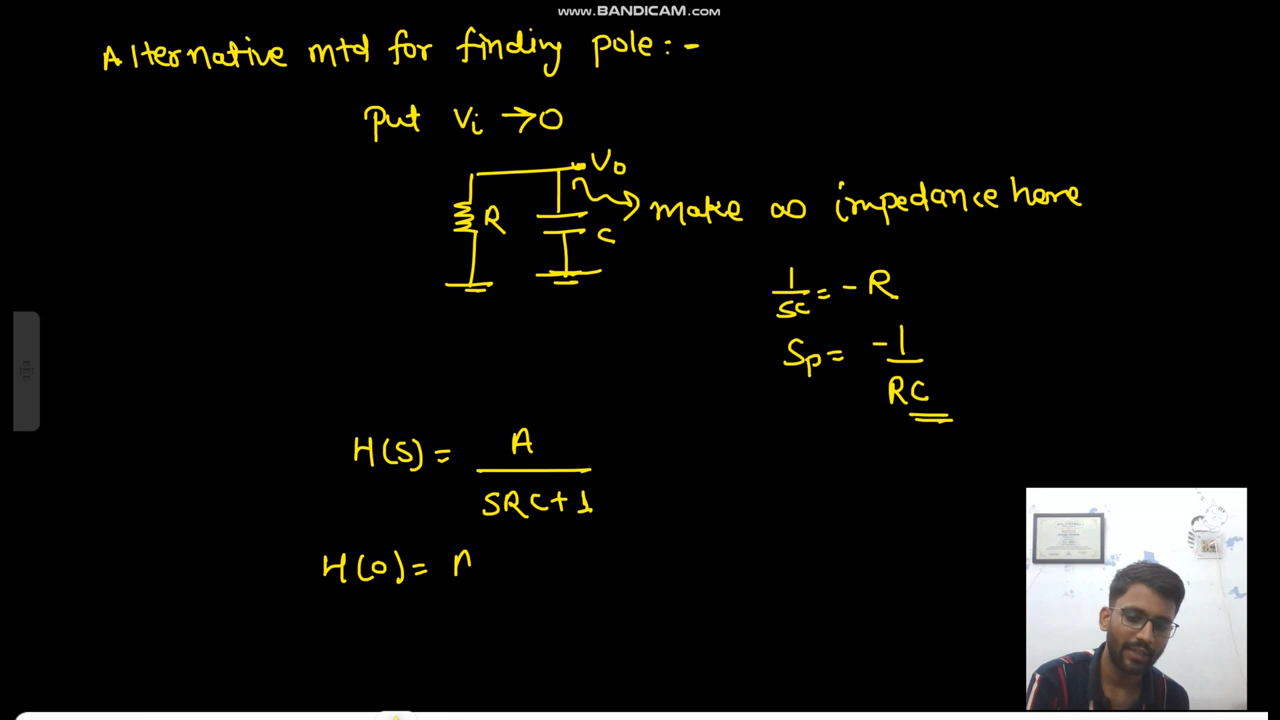 www.BANDICAM.com
Alternative mtd for finding pole:-
put Vi →0
Vo
R
C
make ∞ impedance here
1/SC = -R
Sp = -1/RC
H(S) = A/SRC+1
H(0) =